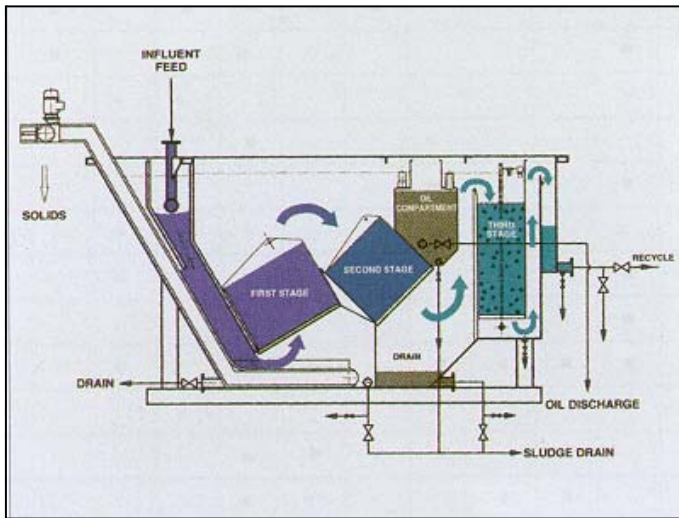 INFLUENT
FEED
SOLIDS
OIL
COMPARTMENT
THIRD
STAGE
SECOND STAGE
FIRST STAGE
RECYCLE
DRAIN
DRAIN
OIL DISCHARGE
SLUDGE DRAIN